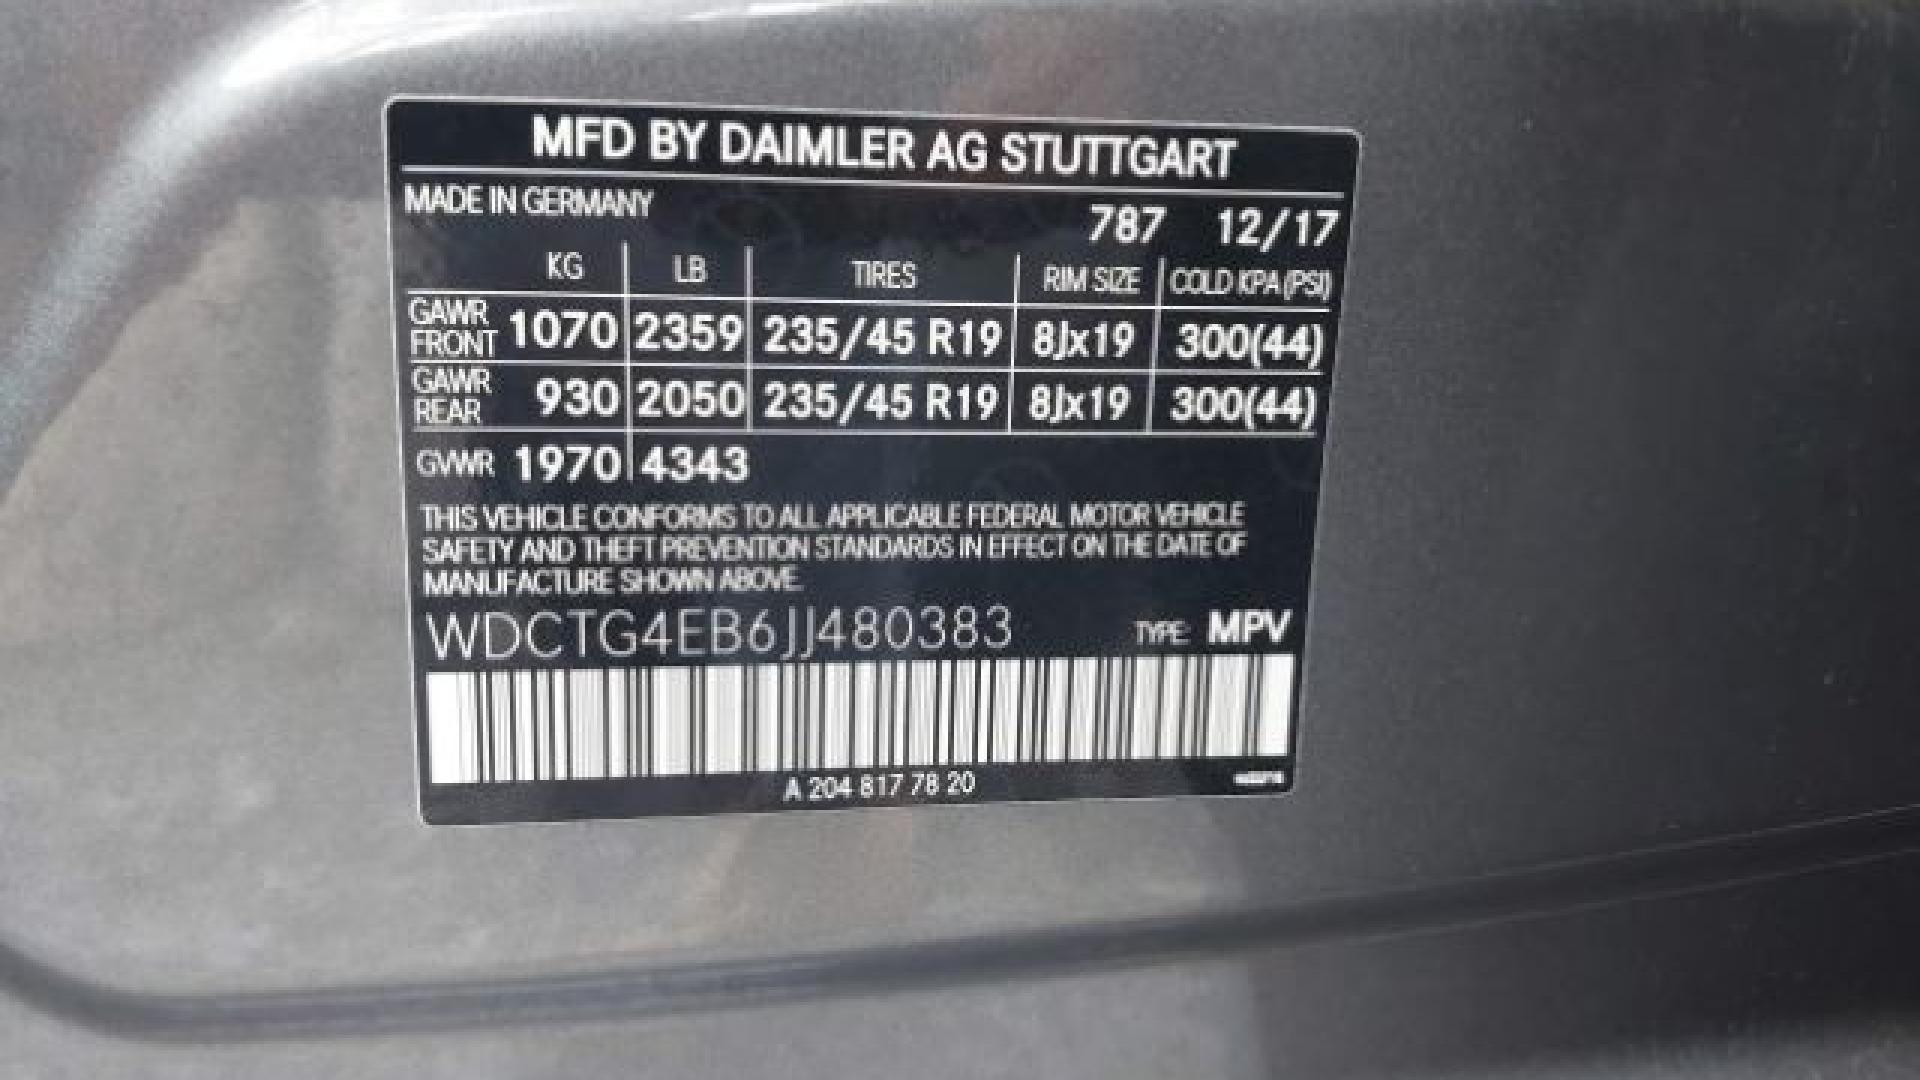 MFD BY DAIMLER AG STUTTGART
MADE IN GERMANY
787 12/17
KG LB TIRES RIM SIZE COLD KPA (PSI)
GAWR FRONT 1070 2359 235/45 R19 8Jx19 300(44)
GAWR REAR 930 2050 235/45 R19 8Jx19 300(44)
GVWR 1970 4343
THIS VEHICLE CONFORMS TO ALL APPLICABLE FEDERAL MOTOR VEHICLE
SAFETY AND THEFT PREVENTION STANDARDS IN EFFECT ON THE DATE OF
MANUFACTURE SHOWN ABOVE.
WDCTG4EB6JJ480383 TYPE: MPV
A 204 817 78 20